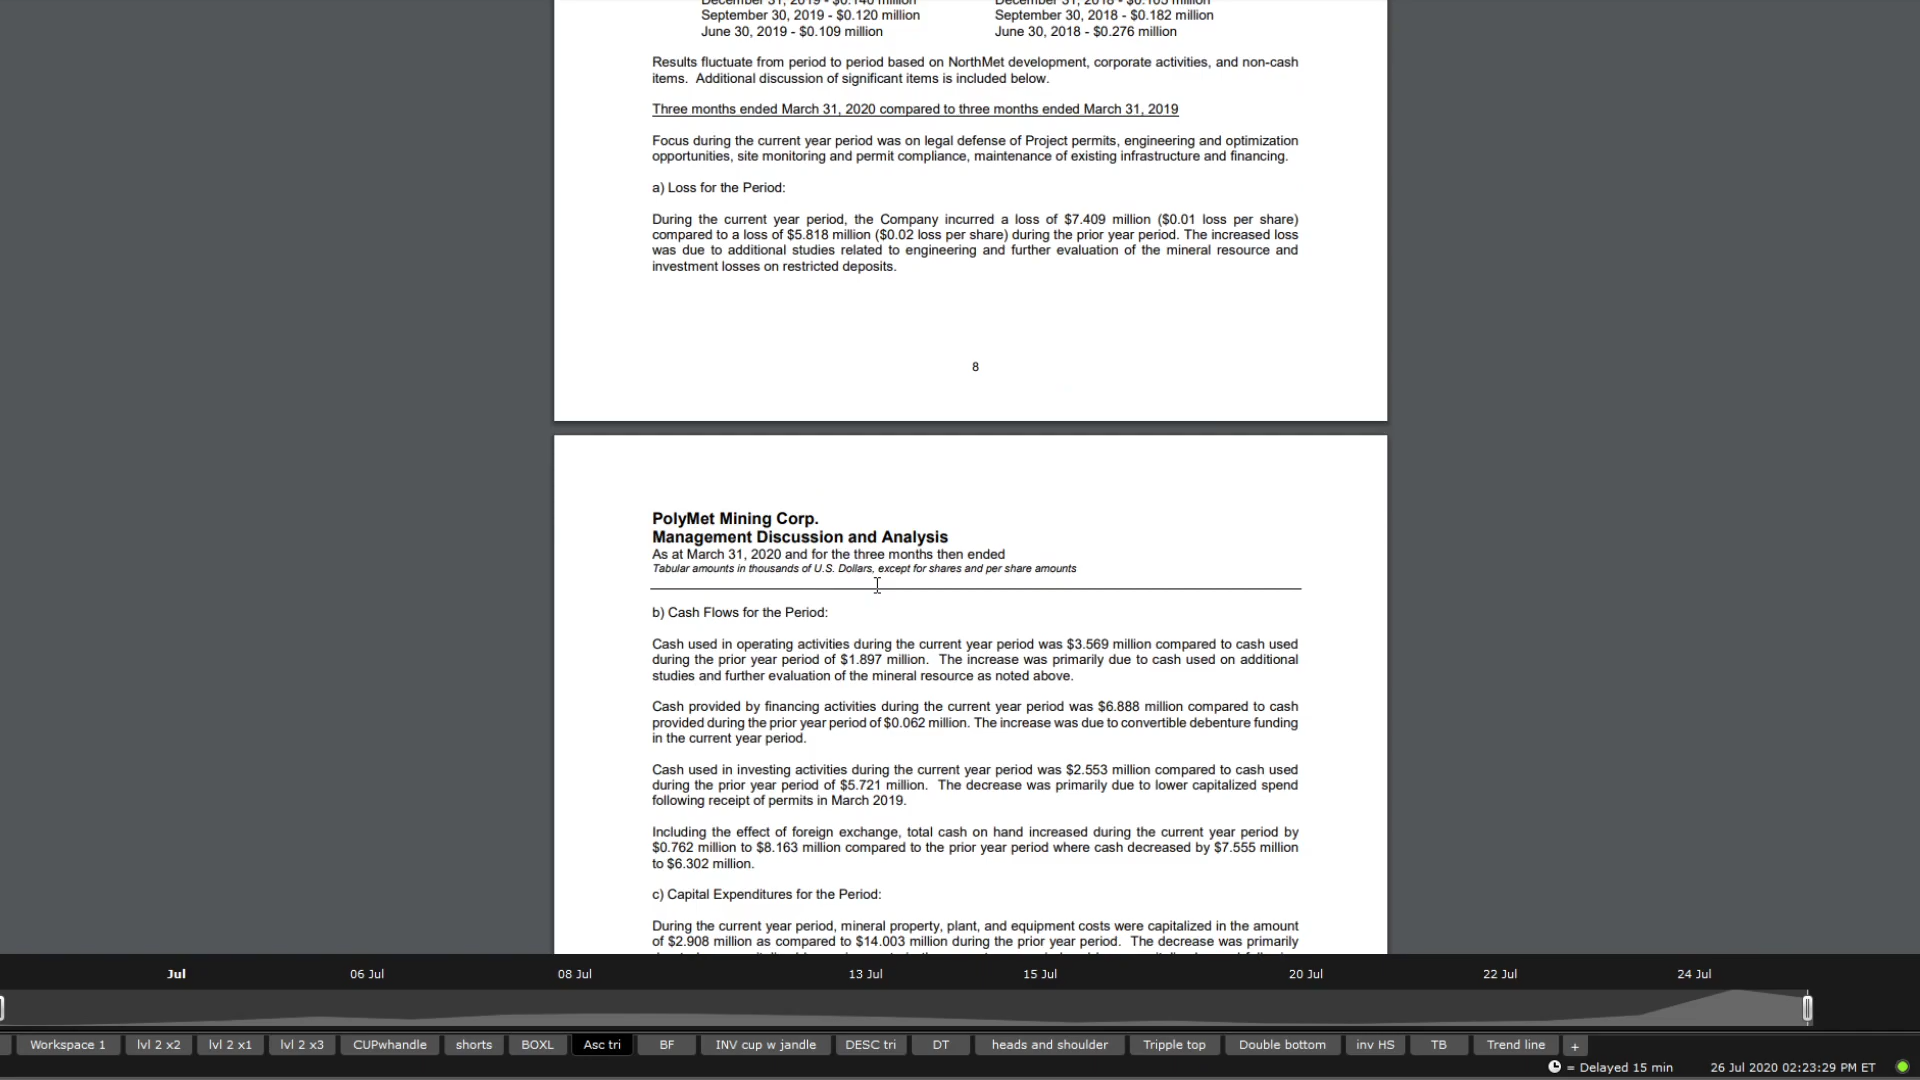 December 31, 2019 - $0.140 million December 31, 2018 - $0.105 million
September 30, 2019 - $0.120 million September 30, 2018 - $0.182 million
June 30, 2019 - $0.109 million June 30, 2018 - $0.276 million
Results fluctuate from period to period based on NorthMet development, corporate activities, and non-cash
items. Additional discussion of significant items is included below.
Three months ended March 31, 2020 compared to three months ended March 31, 2019
Focus during the current year period was on legal defense of Project permits, engineering and optimization
opportunities, site monitoring and permit compliance, maintenance of existing infrastructure and financing.
a) Loss for the Period:
During the current year period, the Company incurred a loss of $7.409 million ($0.01 loss per share)
compared to a loss of $5.818 million ($0.02 loss per share) during the prior year period. The increased loss
was due to additional studies related to engineering and further evaluation of the mineral resource and
investment losses on restricted deposits.
8
PolyMet Mining Corp.
Management Discussion and Analysis
As at March 31, 2020 and for the three months then ended
Tabular amounts in thousands of U.S. Dollars, except for shares and per share amounts
b) Cash Flows for the Period:
Cash used in operating activities during the current year period was $3.569 million compared to cash used
during the prior year period of $1.897 million. The increase was primarily due to cash used on additional
studies and further evaluation of the mineral resource as noted above.
Cash provided by financing activities during the current year period was $6.888 million compared to cash
provided during the prior year period of $0.062 million. The increase was due to convertible debenture funding
in the current year period.
Cash used in investing activities during the current year period was $2.553 million compared to cash used
during the prior year period of $5.721 million. The decrease was primarily due to lower capitalized spend
following receipt of permits in March 2019.
Including the effect of foreign exchange, total cash on hand increased during the current year period by
$0.762 million to $8.163 million compared to the prior year period where cash decreased by $7.555 million
to $6.302 million.
c) Capital Expenditures for the Period:
During the current year period, mineral property, plant, and equipment costs were capitalized in the amount
of $2.908 million as compared to $14.003 million during the prior year period. The decrease was primarily
Jul 06 Jul 08 Jul 13 Jul 15 Jul 20 Jul 22 Jul 24 Jul
Workspace 1 lvl 2 x2 lvl 2 x1 lvl 2 x3 CUPwhandle shorts BOXL Asc tri BF INV cup w jandle DESC tri DT heads and shoulder Tripple top Double bottom inv HS TB Trend line +
= Delayed 15 min 26 Jul 2020 02:23:29 PM ET